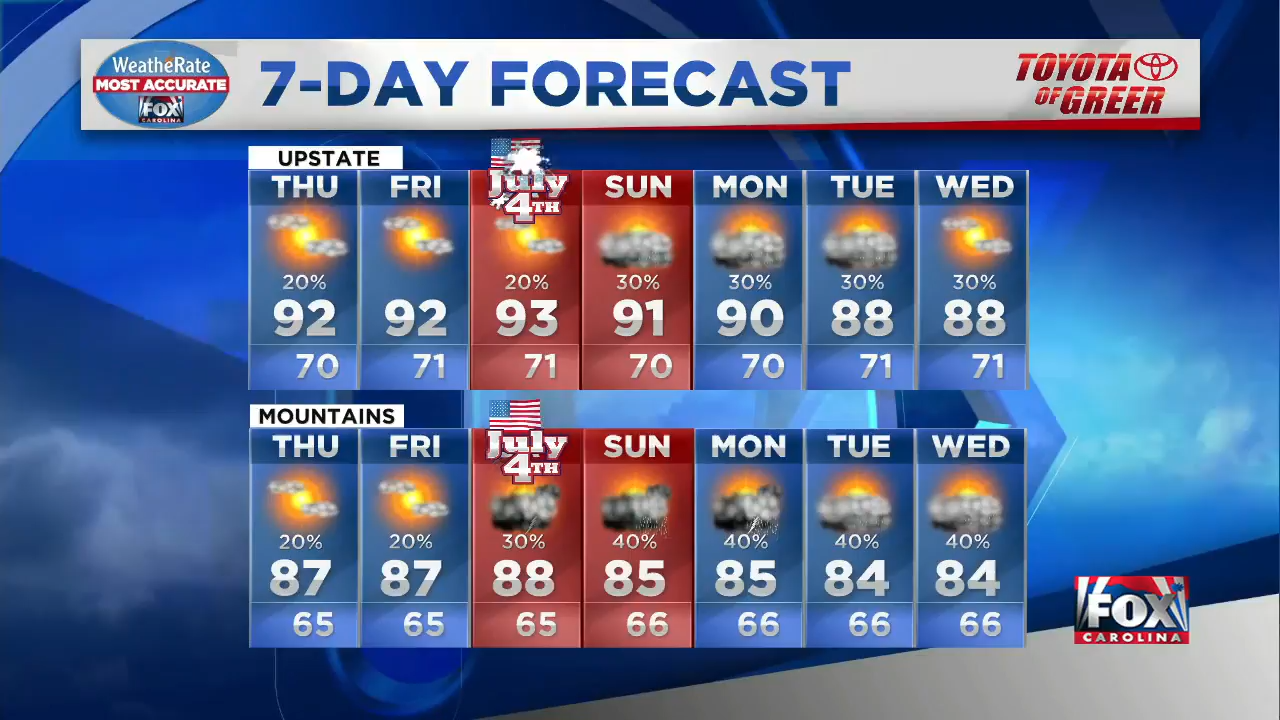 WeatheRate
MOST ACCURATE
FOX
CAROLINA
7-DAY FORECAST
TOYOTA
OF GREER
UPSTATE
THU FRI July 4TH SUN MON TUE WED
20% 20% 30% 30% 30% 30%
92 92 93 91 90 88 88
70 71 71 70 70 71 71
MOUNTAINS
THU FRI July 4TH SUN MON TUE WED
20% 20% 30% 40% 40% 40% 40%
87 87 88 85 85 84 84
65 65 65 66 66 66 66
FOX
CAROLINA